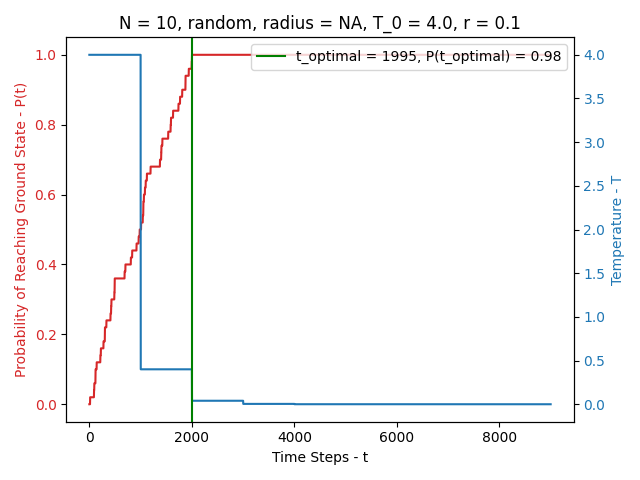 N = 10, random, radius = NA, T_0 = 4.0, r = 0.1
t_optimal = 1995, P(t_optimal) = 0.98
Probability of Reaching Ground State - P(t)
1.0
0.8
0.6
0.4
0.2
0.0
4.0
3.5
3.0
2.5
2.0
1.5
1.0
0.5
0.0
Temperature - T
0 2000 4000 6000 8000
Time Steps - t